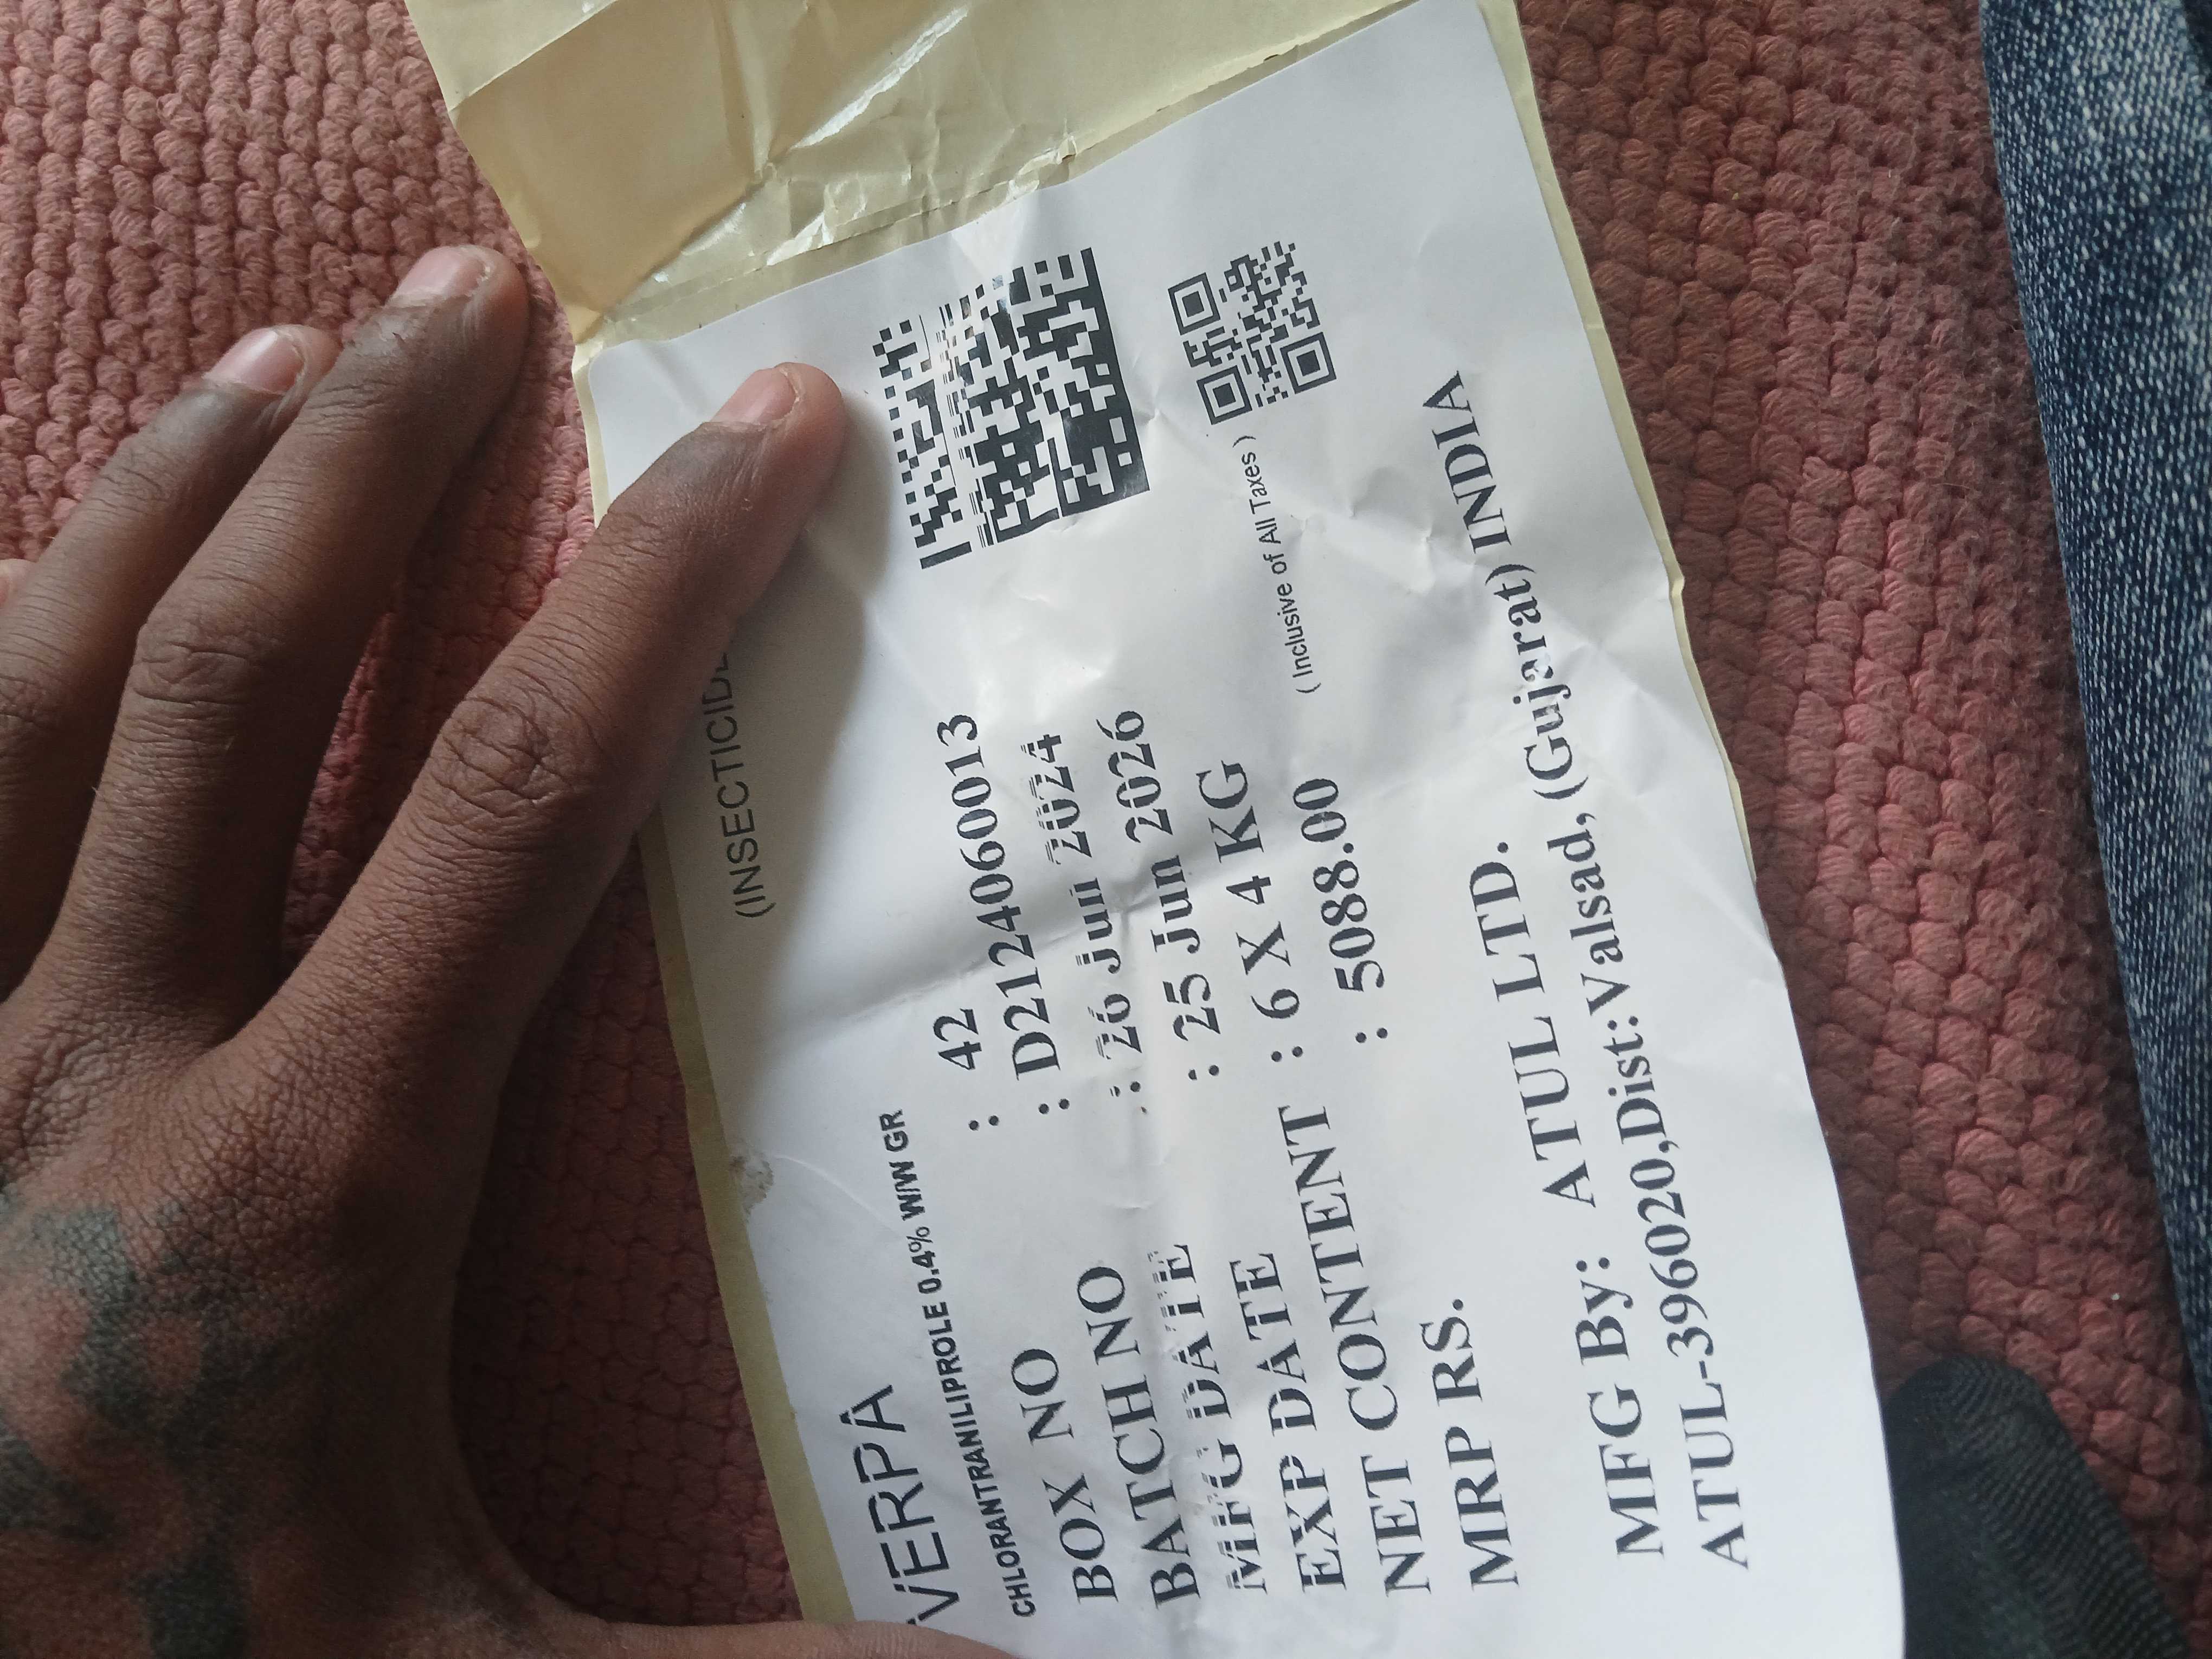 (INSECTICIDE
VERPA
CHLORANTRANILIPROLE 0.4% W/W GR
BOX NO : 42
BATCH NO : D2124060013
MFG DATE : 26 Jun 2024
EXP DATE : 25 Jun 2026
NET CONTENT : 6 X 4 KG
MRP RS. : 5088.00 ( Inclusive of All Taxes )
MFG By: ATUL LTD.
ATUL-396020,Dist:Valsad, (Gujarat) INDIA